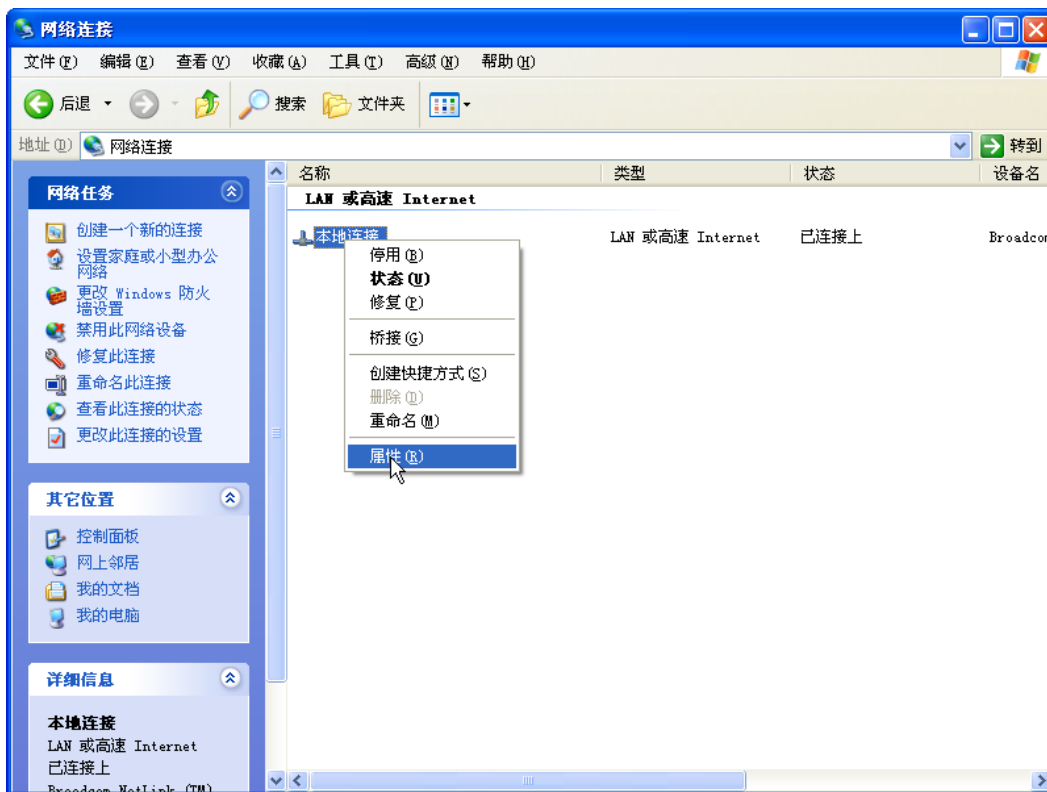 网络连接
文件(F) 编辑(E) 查看(V) 收藏(A) 工具(T) 高级(N) 帮助(H)
后退 搜索 文件夹
地址(D) 网络连接 转到
名称 类型 状态 设备名
LAN 或高速 Internet
本地连接 LAN 或高速 Internet 已连接上 Broadcom
停用(B)
状态(U)
修复(P)
桥接(G)
创建快捷方式(S)
删除(D)
重命名(M)
属性(R)
网络任务
创建一个新的连接
设置家庭或小型办公
网络
更改 Windows 防火
墙设置
禁用此网络设备
修复此连接
重命名此连接
查看此连接的状态
更改此连接的设置
其它位置
控制面板
网上邻居
我的文档
我的电脑
详细信息
本地连接
LAN 或高速 Internet
已连接上
Broadcom NetLink (TM)